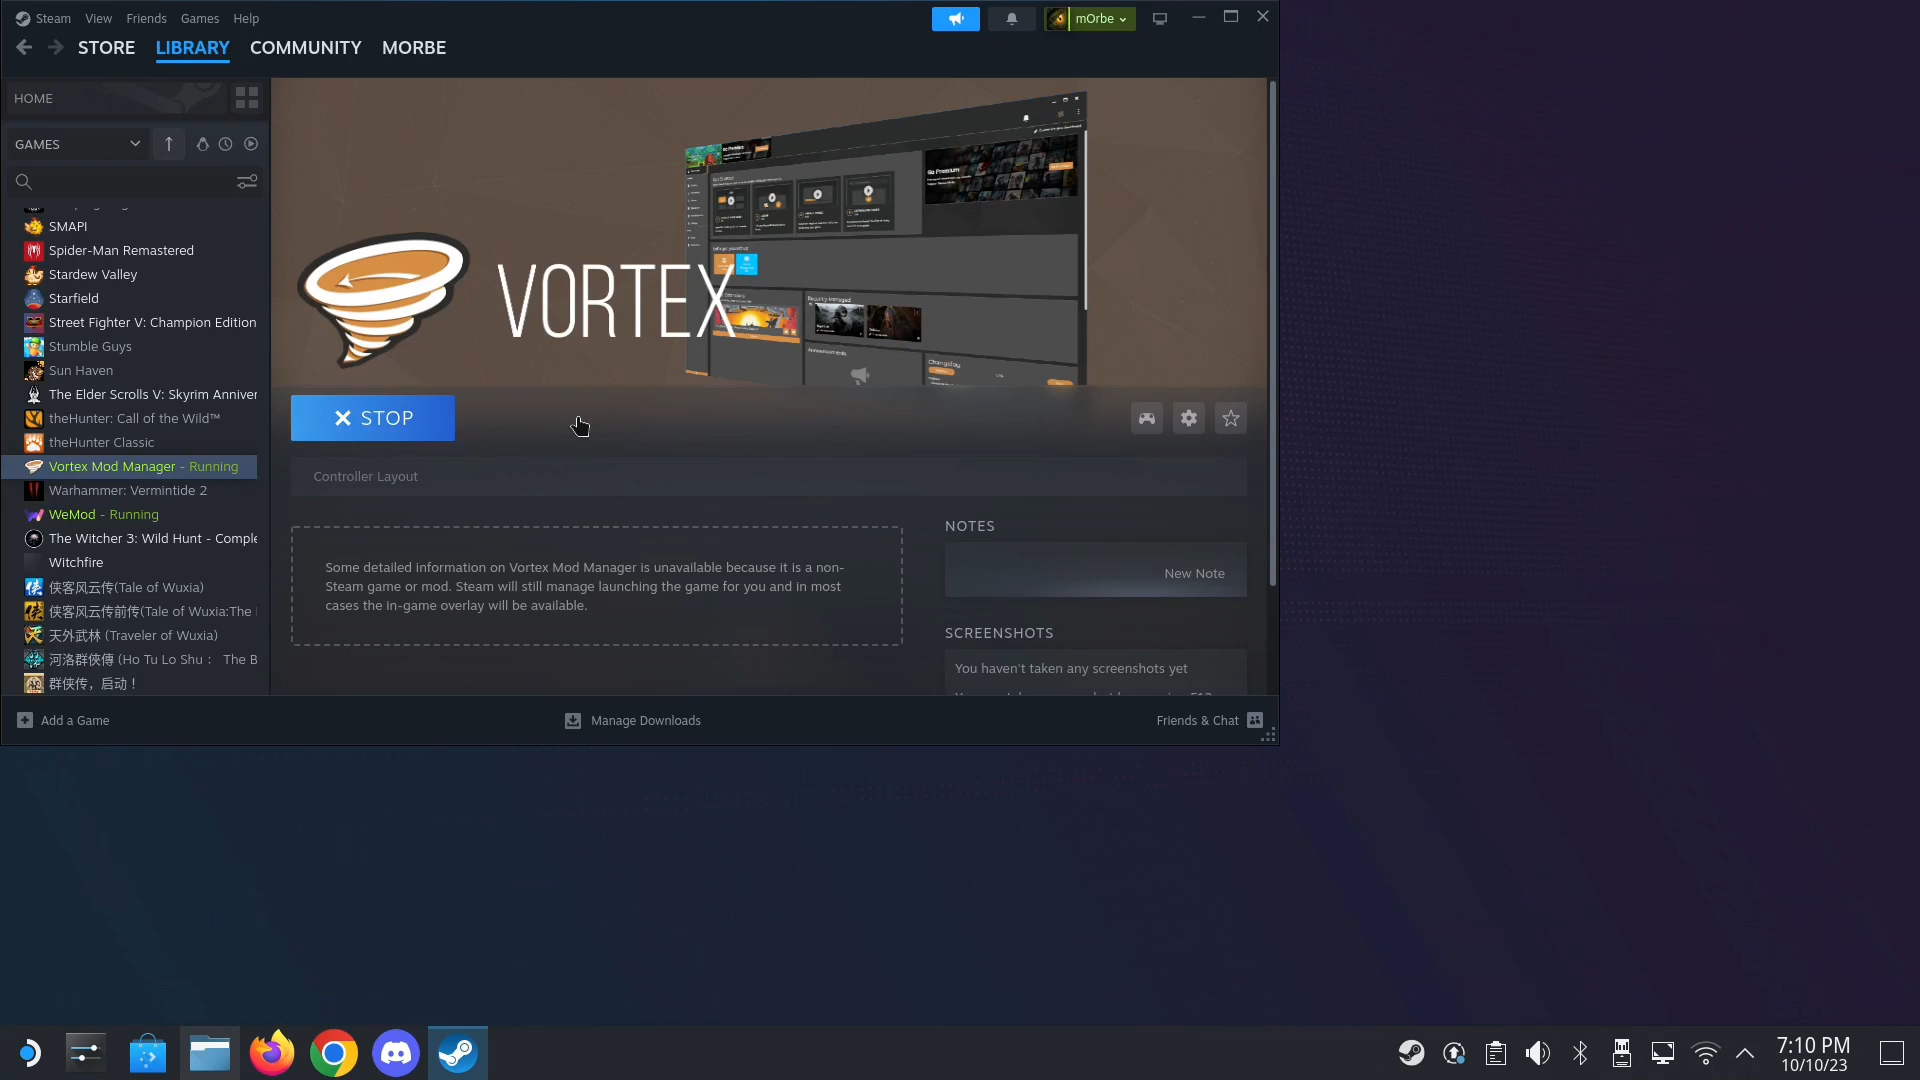 Steam View Friends Games Help
mOrbe
STORE LIBRARY COMMUNITY MORBE
HOME
GAMES
SMAPI
Spider-Man Remastered
Stardew Valley
Starfield
Street Fighter V: Champion Edition
Stumble Guys
Sun Haven
The Elder Scrolls V: Skyrim Anniver
theHunter: Call of the Wild™
theHunter Classic
Vortex Mod Manager - Running
Warhammer: Vermintide 2
WeMod - Running
The Witcher 3: Wild Hunt - Comple
Witchfire
侠客风云传(Tale of Wuxia)
侠客风云传前传(Tale of Wuxia:The
天外武林 (Traveler of Wuxia)
河洛群俠傳 (Ho Tu Lo Shu： The B
群侠传，启动！
VORTEX
Go Premium
Go Premium
Recently Managed
Announcements
Changelog
STOP
Controller Layout
Some detailed information on Vortex Mod Manager is unavailable because it is a non-
Steam game or mod. Steam will still manage launching the game for you and in most
cases the in-game overlay will be available.
NOTES
New Note
SCREENSHOTS
You haven't taken any screenshots yet
Add a Game
Manage Downloads
Friends & Chat
7:10 PM
10/10/23